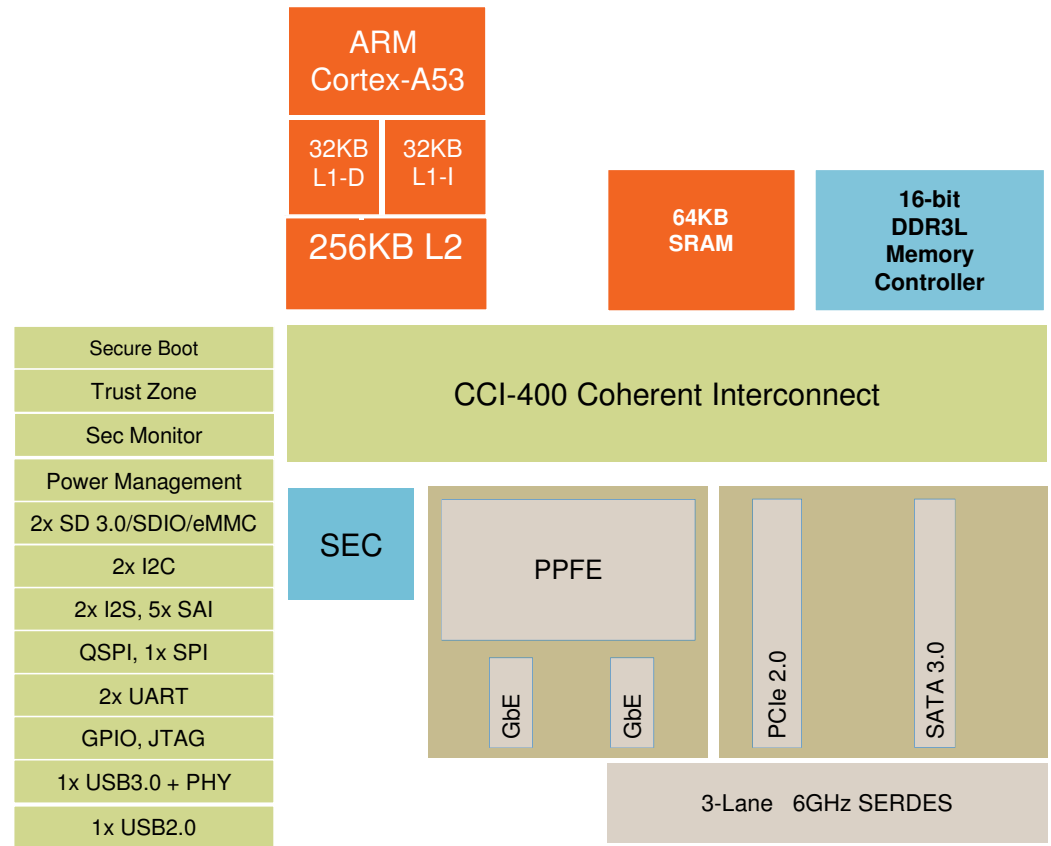 ARM
Cortex-A53
32KB
L1-D
32KB
L1-I
256KB L2
64KB
SRAM
16-bit
DDR3L
Memory
Controller
Secure Boot
Trust Zone
Sec Monitor
Power Management
2x SD 3.0/SDIO/eMMC
2x I2C
2x I2S, 5x SAI
QSPI, 1x SPI
2x UART
GPIO, JTAG
1x USB3.0 + PHY
1x USB2.0
CCI-400 Coherent Interconnect
SEC
PPFE
GbE
GbE
PCIe 2.0
SATA 3.0
3-Lane 6GHz SERDES